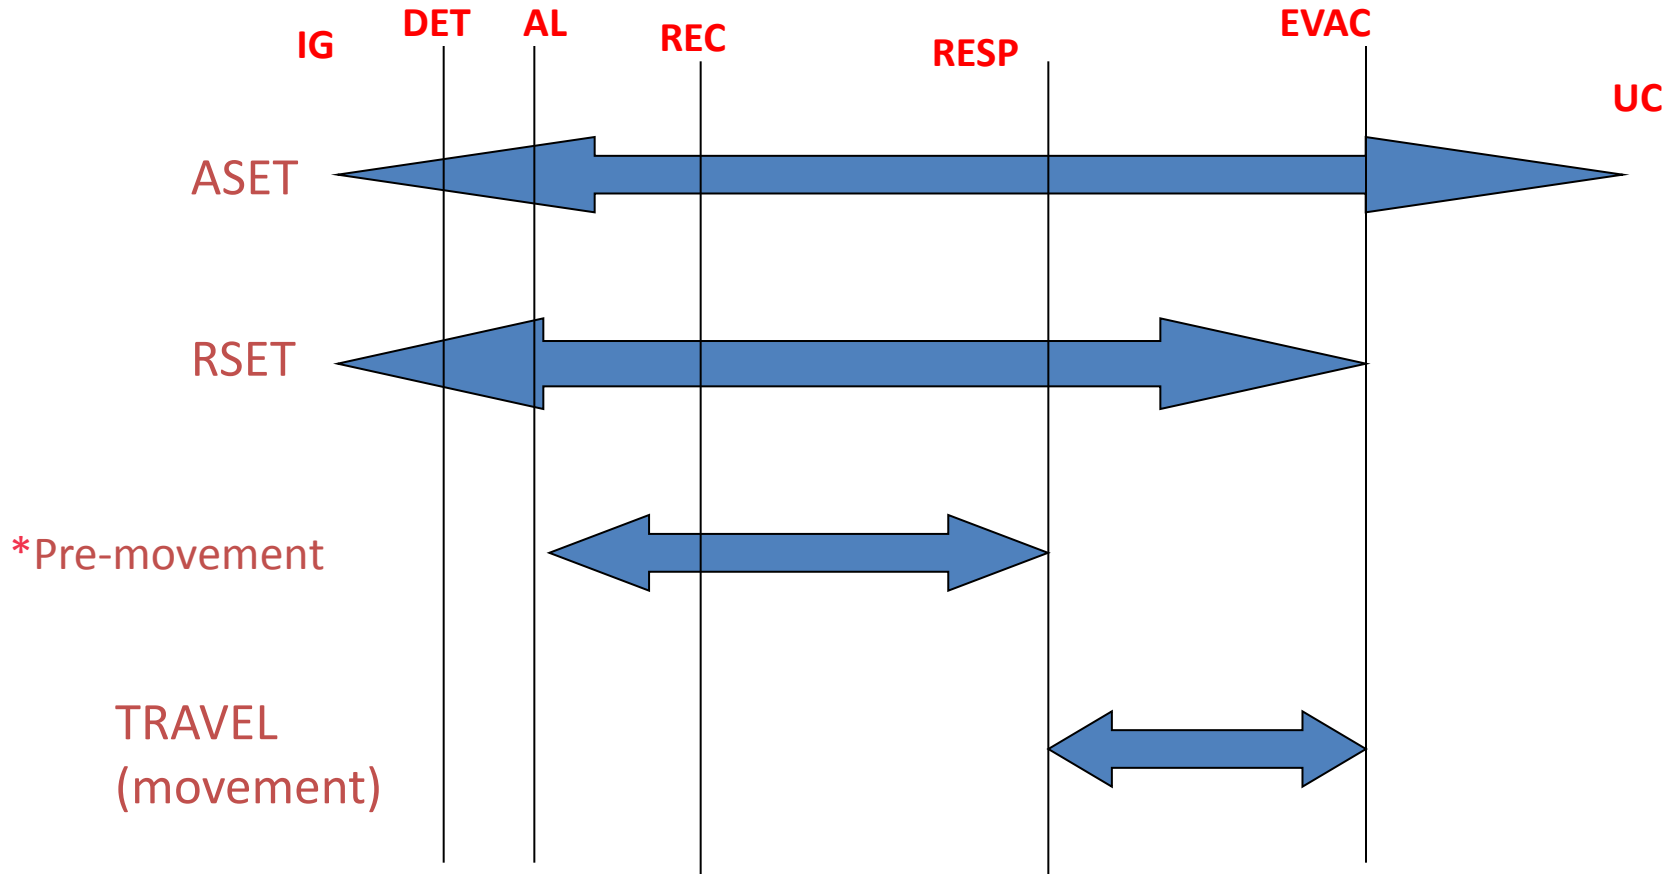 IG
DET
AL
REC
RESP
EVAC
UC
ASET
RSET
*Pre-movement
TRAVEL
(movement)